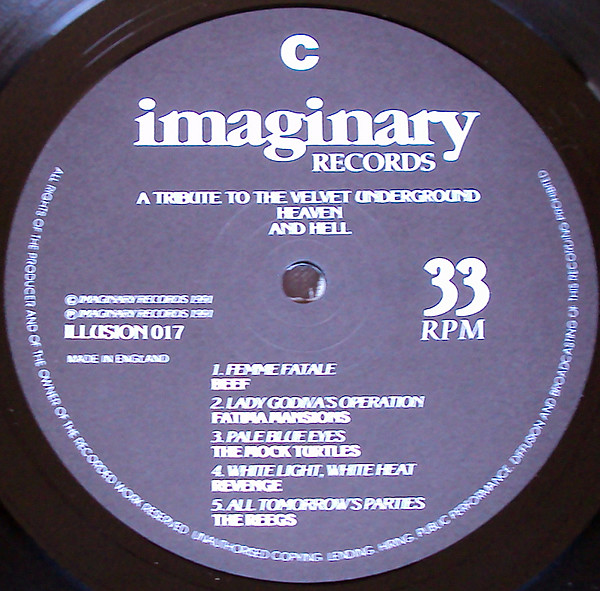 C
imaginary
RECORDS
A TRIBUTE TO THE VELVET UNDERGROUND
HEAVEN
AND HELL
33
RPM
© IMAGINARY RECORDS 1991
℗ IMAGINARY RECORDS 1991
ILLUSION 017
MADE IN ENGLAND
1. FEMME FATALE
BEEF
2. LADY GODIVA'S OPERATION
FATIMA MANSIONS
3. PALE BLUE EYES
THE MOCK TURTLES
4. WHITE LIGHT, WHITE HEAT
REVENGE
5. ALL TOMORROW'S PARTIES
THE REEGS
ALL RIGHTS OF THE PRODUCER AND OF THE OWNER OF THE RECORDED WORK RESERVED. UNAUTHORISED COPYING, LENDING, HIRING, PUBLIC PERFORMANCE, DIFFUSION AND BROADCASTING OF THIS RECORDING PROHIBITED